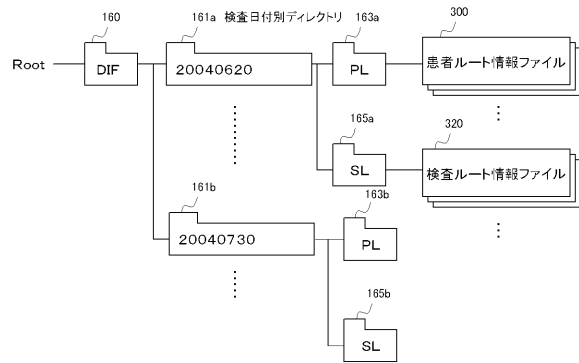 160
161a 検査日付別ディレクトリ
163a
300
Root
DIF
20040620
PL
患者ルート情報ファイル
165a
320
SL
検査ルート情報ファイル
161b
163b
20040730
PL
165b
SL